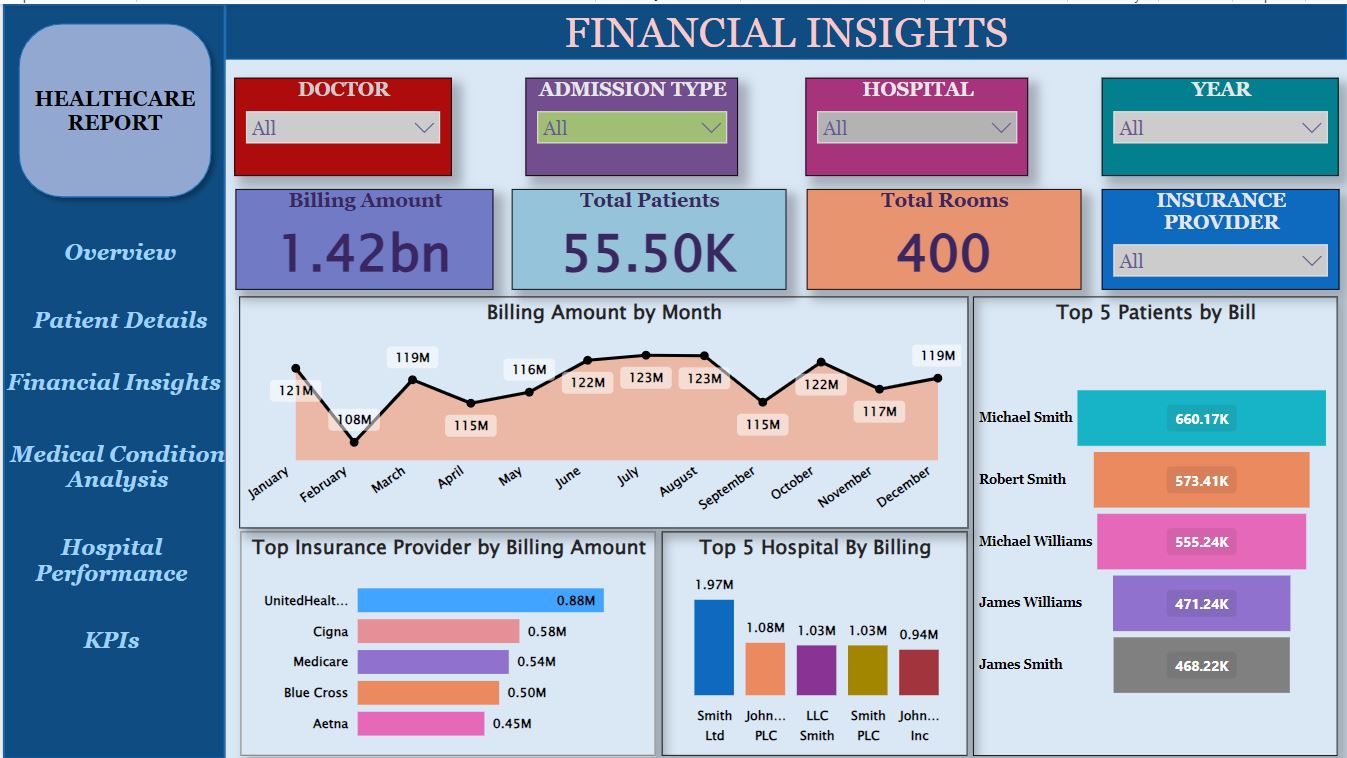 FINANCIAL INSIGHTS
HEALTHCARE
REPORT
Overview
Patient Details
Financial Insights
Medical Condition
Analysis
Hospital
Performance
KPIs
DOCTOR
All
ADMISSION TYPE
All
HOSPITAL
All
YEAR
All
Billing Amount
1.42bn
Total Patients
55.50K
Total Rooms
400
INSURANCE
PROVIDER
All
Billing Amount by Month
121M
108M
119M
115M
116M
122M
123M
123M
115M
122M
117M
119M
January
February
March
April
May
June
July
August
September
October
November
December
Top 5 Patients by Bill
Michael Smith 660.17K
Robert Smith 573.41K
Michael Williams 555.24K
James Williams 471.24K
James Smith 468.22K
Top Insurance Provider by Billing Amount
UnitedHealt... 0.88M
Cigna 0.58M
Medicare 0.54M
Blue Cross 0.50M
Aetna 0.45M
Top 5 Hospital By Billing
1.97M
1.08M
1.03M
1.03M
0.94M
Smith
Ltd
John...
PLC
LLC
Smith
Smith
PLC
John...
Inc